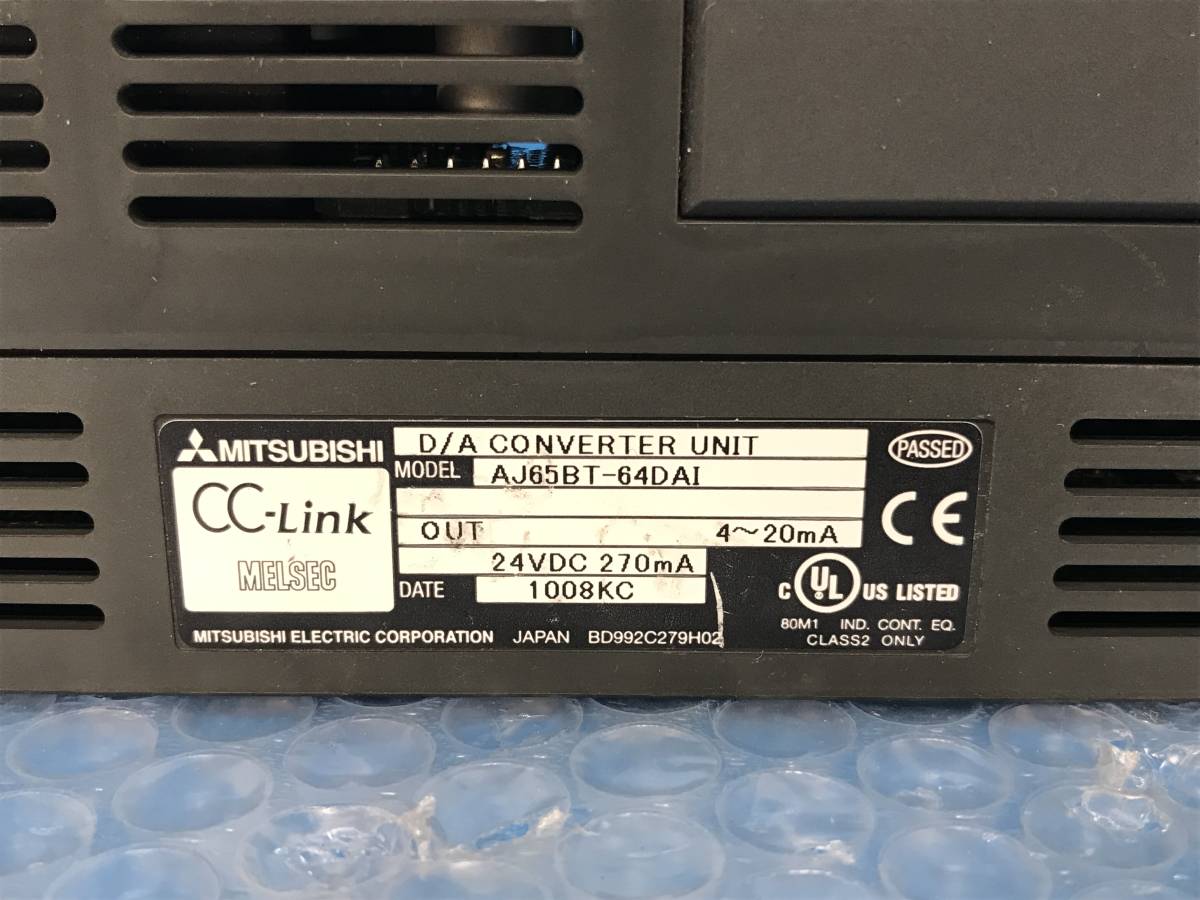 MITSUBISHI
D/A CONVERTER UNIT
PASSED
MODEL AJ65BT-64DAI
CC-Link
MELSEC
OUT 4～20mA
CE
24VDC 270mA
DATE 1008KC
C UL US LISTED
80M1 IND. CONT. EQ.
CLASS2 ONLY
MITSUBISHI ELECTRIC CORPORATION JAPAN BD992C279H02